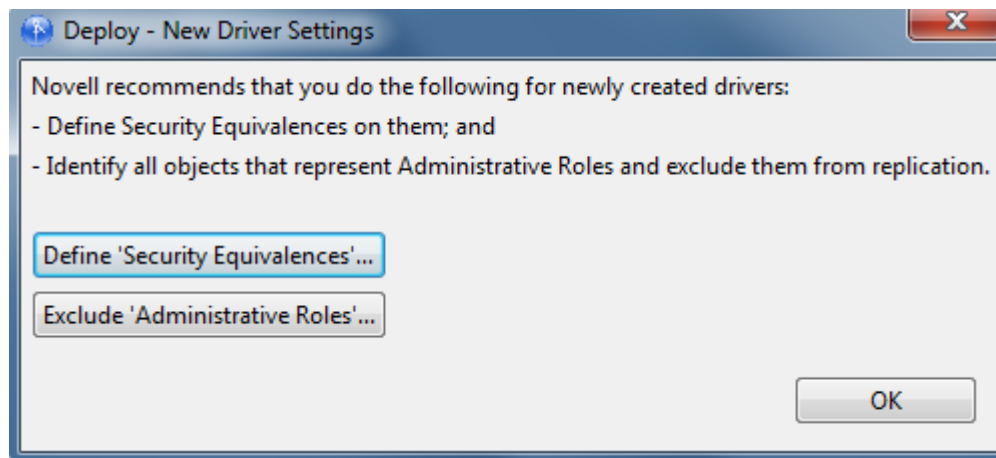 Deploy - New Driver Settings
Novell recommends that you do the following for newly created drivers:
- Define Security Equivalences on them; and
- Identify all objects that represent Administrative Roles and exclude them from replication.
Define 'Security Equivalences'...
Exclude 'Administrative Roles'...
OK